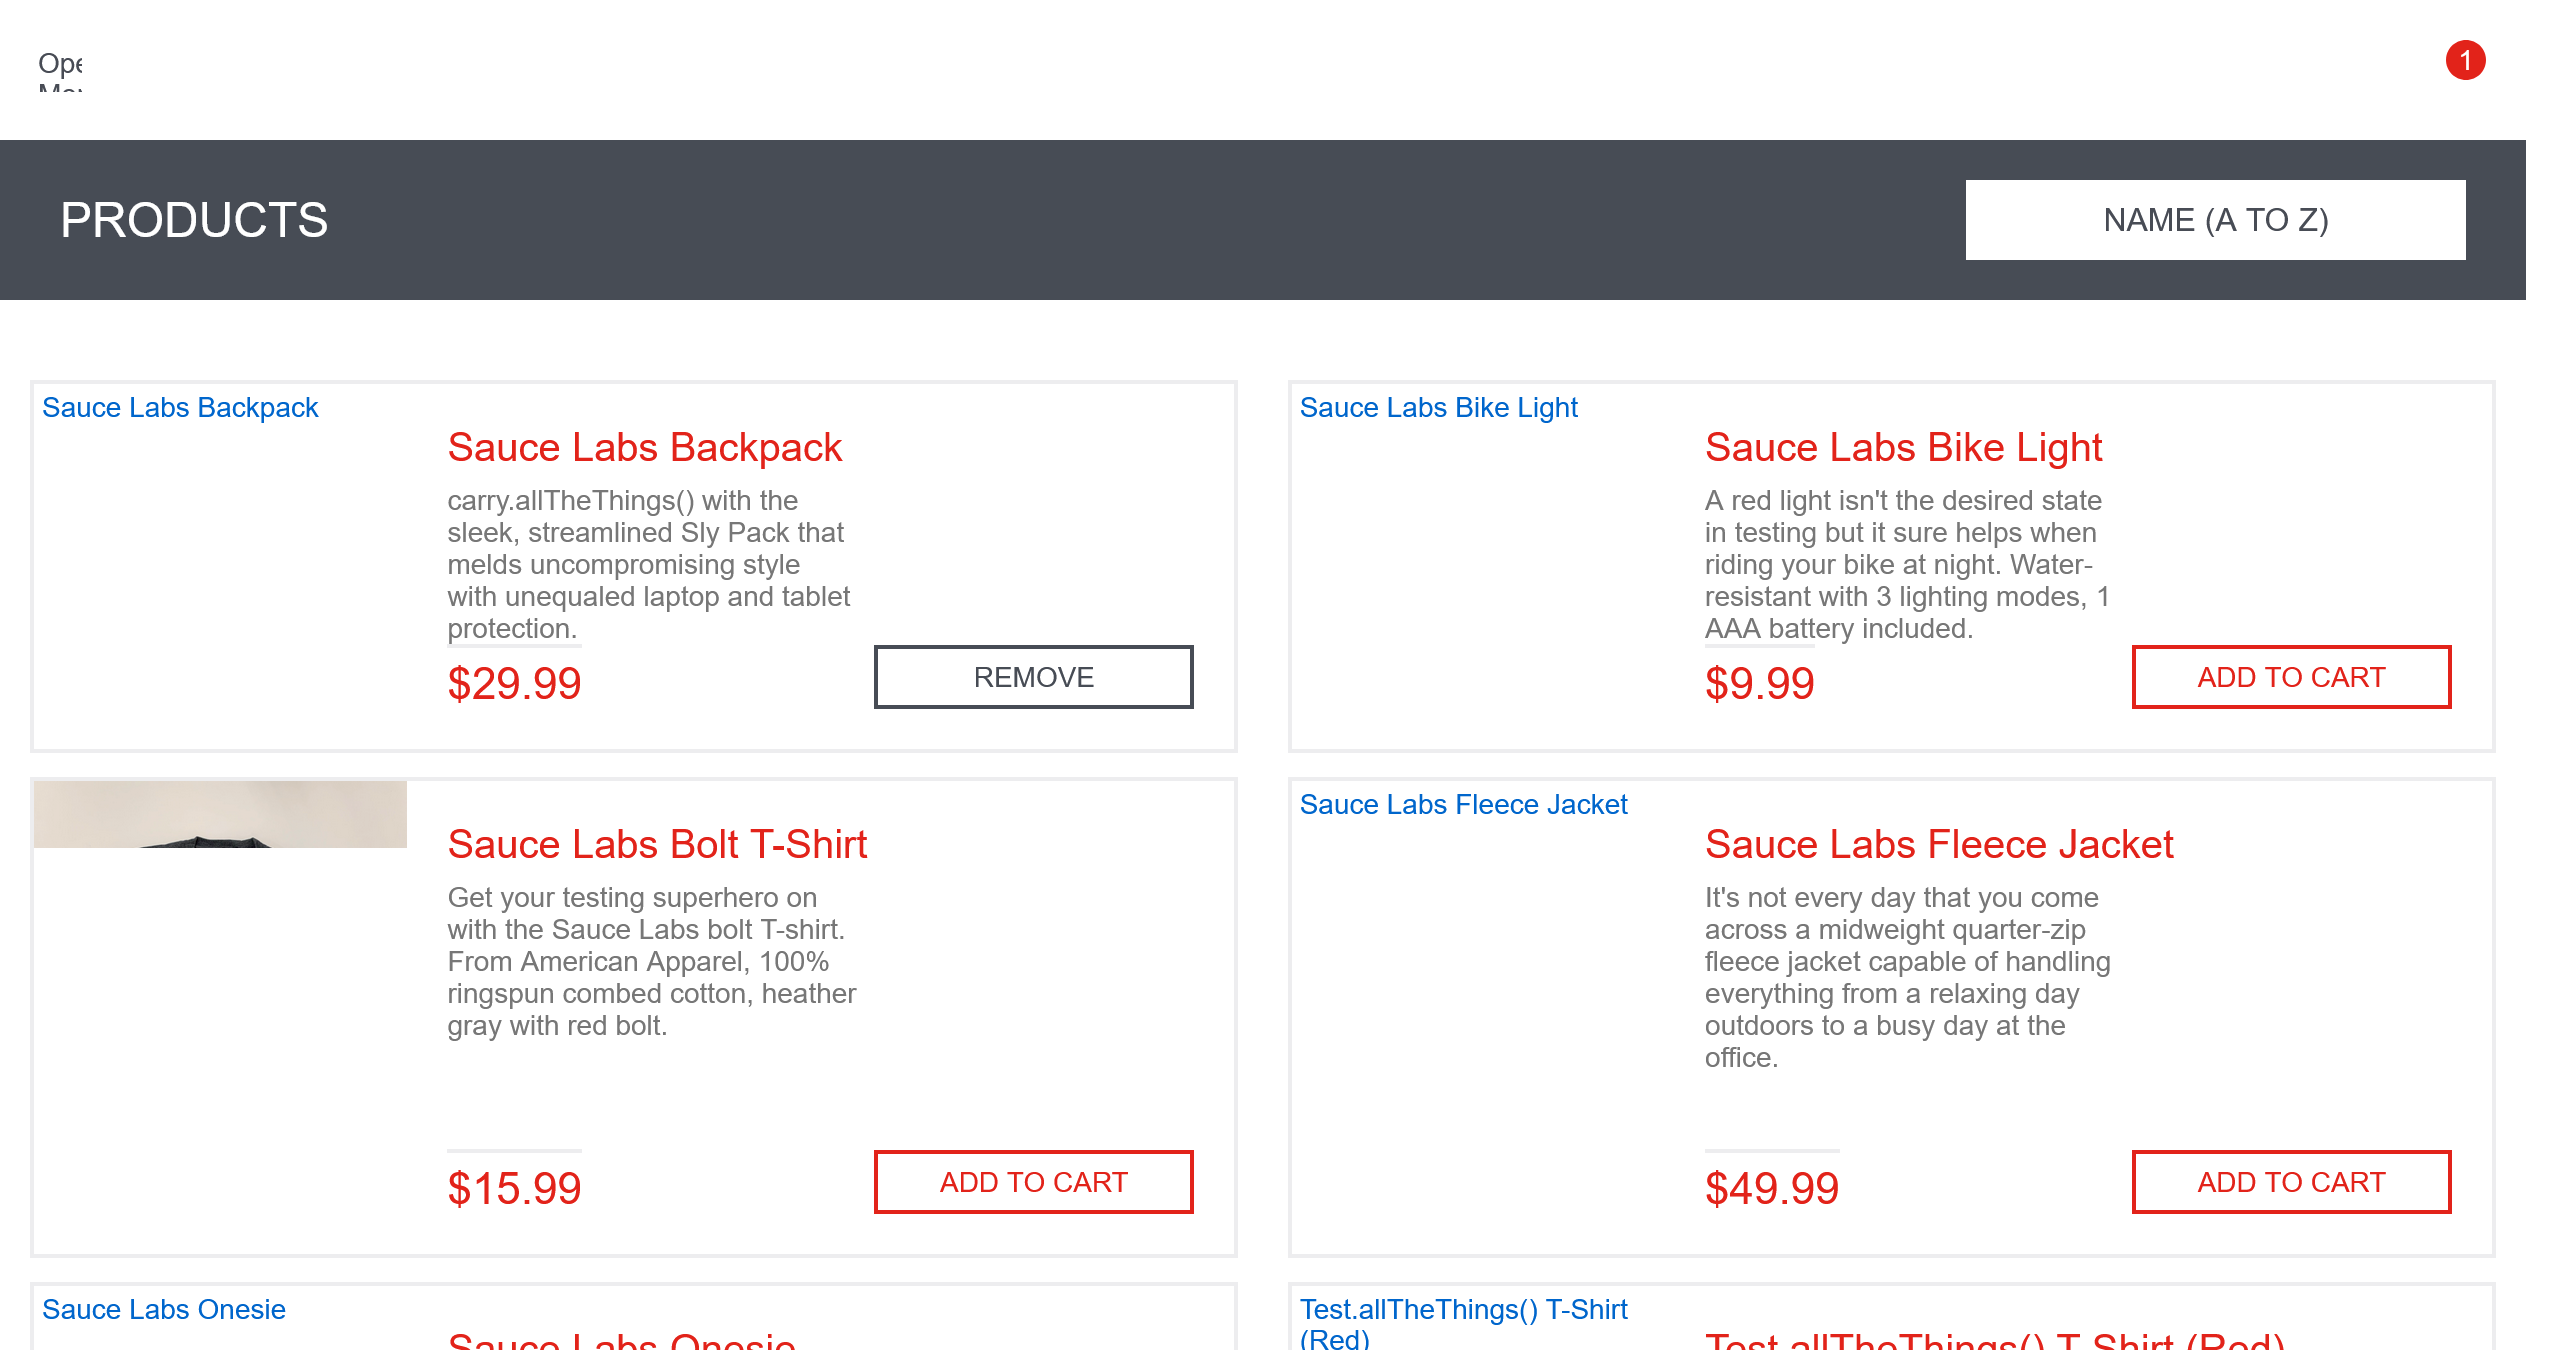 Ope
1
PRODUCTS
NAME (A TO Z)
Sauce Labs Backpack
Sauce Labs Backpack
carry.allTheThings() with the
sleek, streamlined Sly Pack that
melds uncompromising style
with unequaled laptop and tablet
protection.
$29.99
REMOVE
Sauce Labs Bike Light
Sauce Labs Bike Light
A red light isn't the desired state
in testing but it sure helps when
riding your bike at night. Water-
resistant with 3 lighting modes, 1
AAA battery included.
$9.99
ADD TO CART
Sauce Labs Bolt T-Shirt
Get your testing superhero on
with the Sauce Labs bolt T-shirt.
From American Apparel, 100%
ringspun combed cotton, heather
gray with red bolt.
$15.99
ADD TO CART
Sauce Labs Fleece Jacket
Sauce Labs Fleece Jacket
It's not every day that you come
across a midweight quarter-zip
fleece jacket capable of handling
everything from a relaxing day
outdoors to a busy day at the
office.
$49.99
ADD TO CART
Sauce Labs Onesie
Sauce Labs Onesie
Test.allTheThings() T-Shirt
(Red)
Test.allTheThings() T-Shirt (Red)